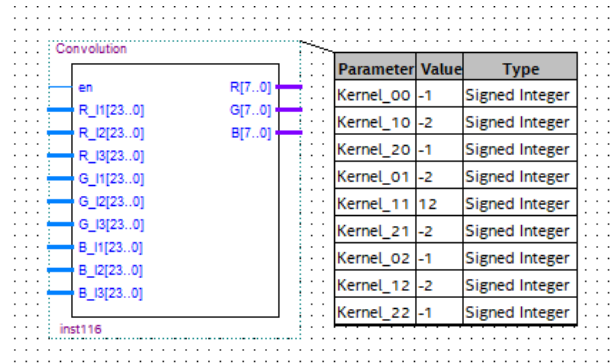 Convolution
en R[7..0]
R_I1[23..0] G[7..0]
R_I2[23..0] B[7..0]
R_I3[23..0]
G_I1[23..0]
G_I2[23..0]
G_I3[23..0]
B_I1[23..0]
B_I2[23..0]
B_I3[23..0]
inst116
Parameter Value Type
Kernel_00 -1 Signed Integer
Kernel_10 -2 Signed Integer
Kernel_20 -1 Signed Integer
Kernel_01 -2 Signed Integer
Kernel_11 12 Signed Integer
Kernel_21 -2 Signed Integer
Kernel_02 -1 Signed Integer
Kernel_12 -2 Signed Integer
Kernel_22 -1 Signed Integer